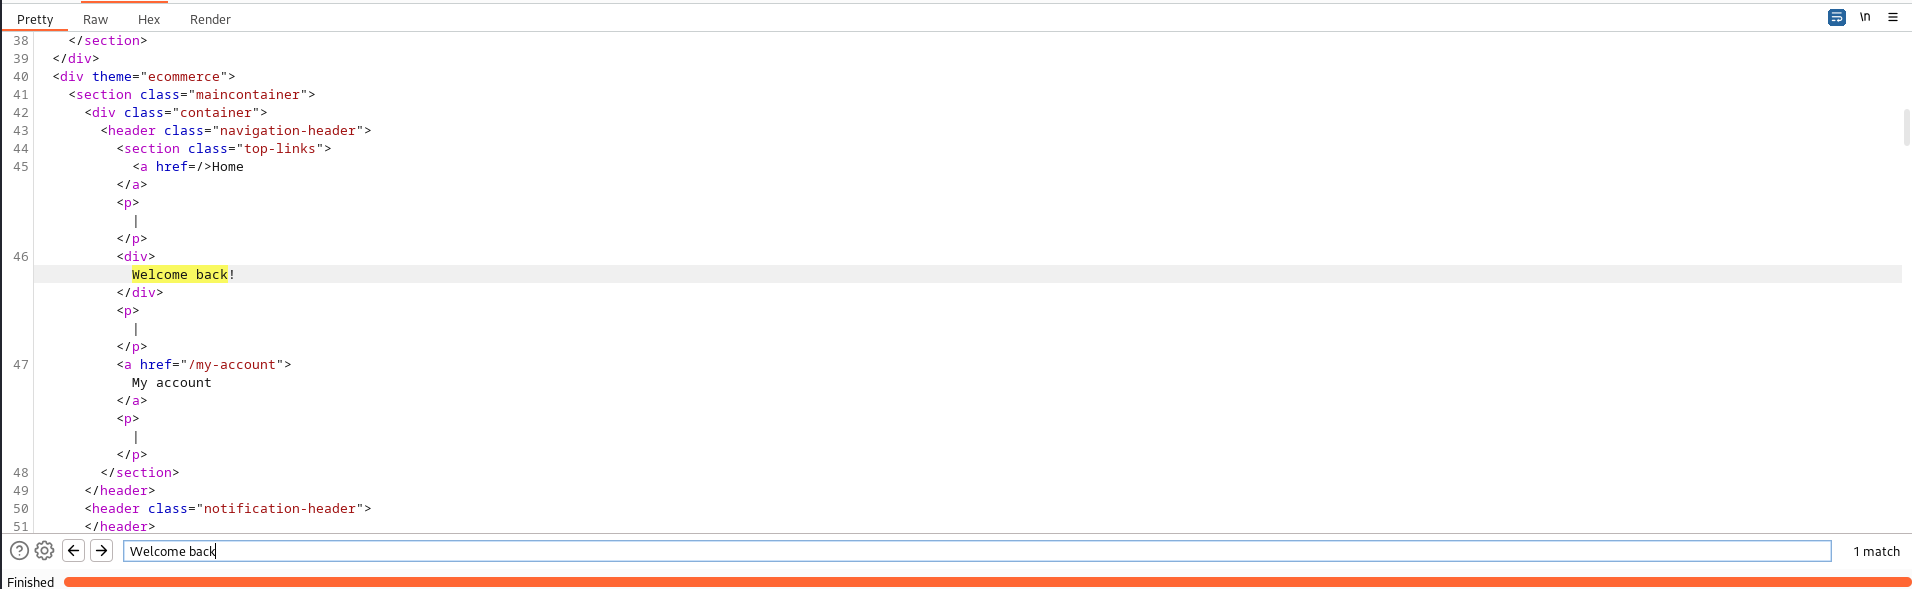 Pretty Raw Hex Render \n ≡
38 </section>
39 </div>
40 <div theme="ecommerce">
41 <section class="maincontainer">
42 <div class="container">
43 <header class="navigation-header">
44 <section class="top-links">
45 <a href=/>Home
</a>
<p>
|
</p>
46 <div>
Welcome back!
</div>
<p>
|
</p>
47 <a href="/my-account">
My account
</a>
<p>
|
</p>
48 </section>
49 </header>
50 <header class="notification-header">
51 </header>
? ← → Welcome back 1 match
Finished